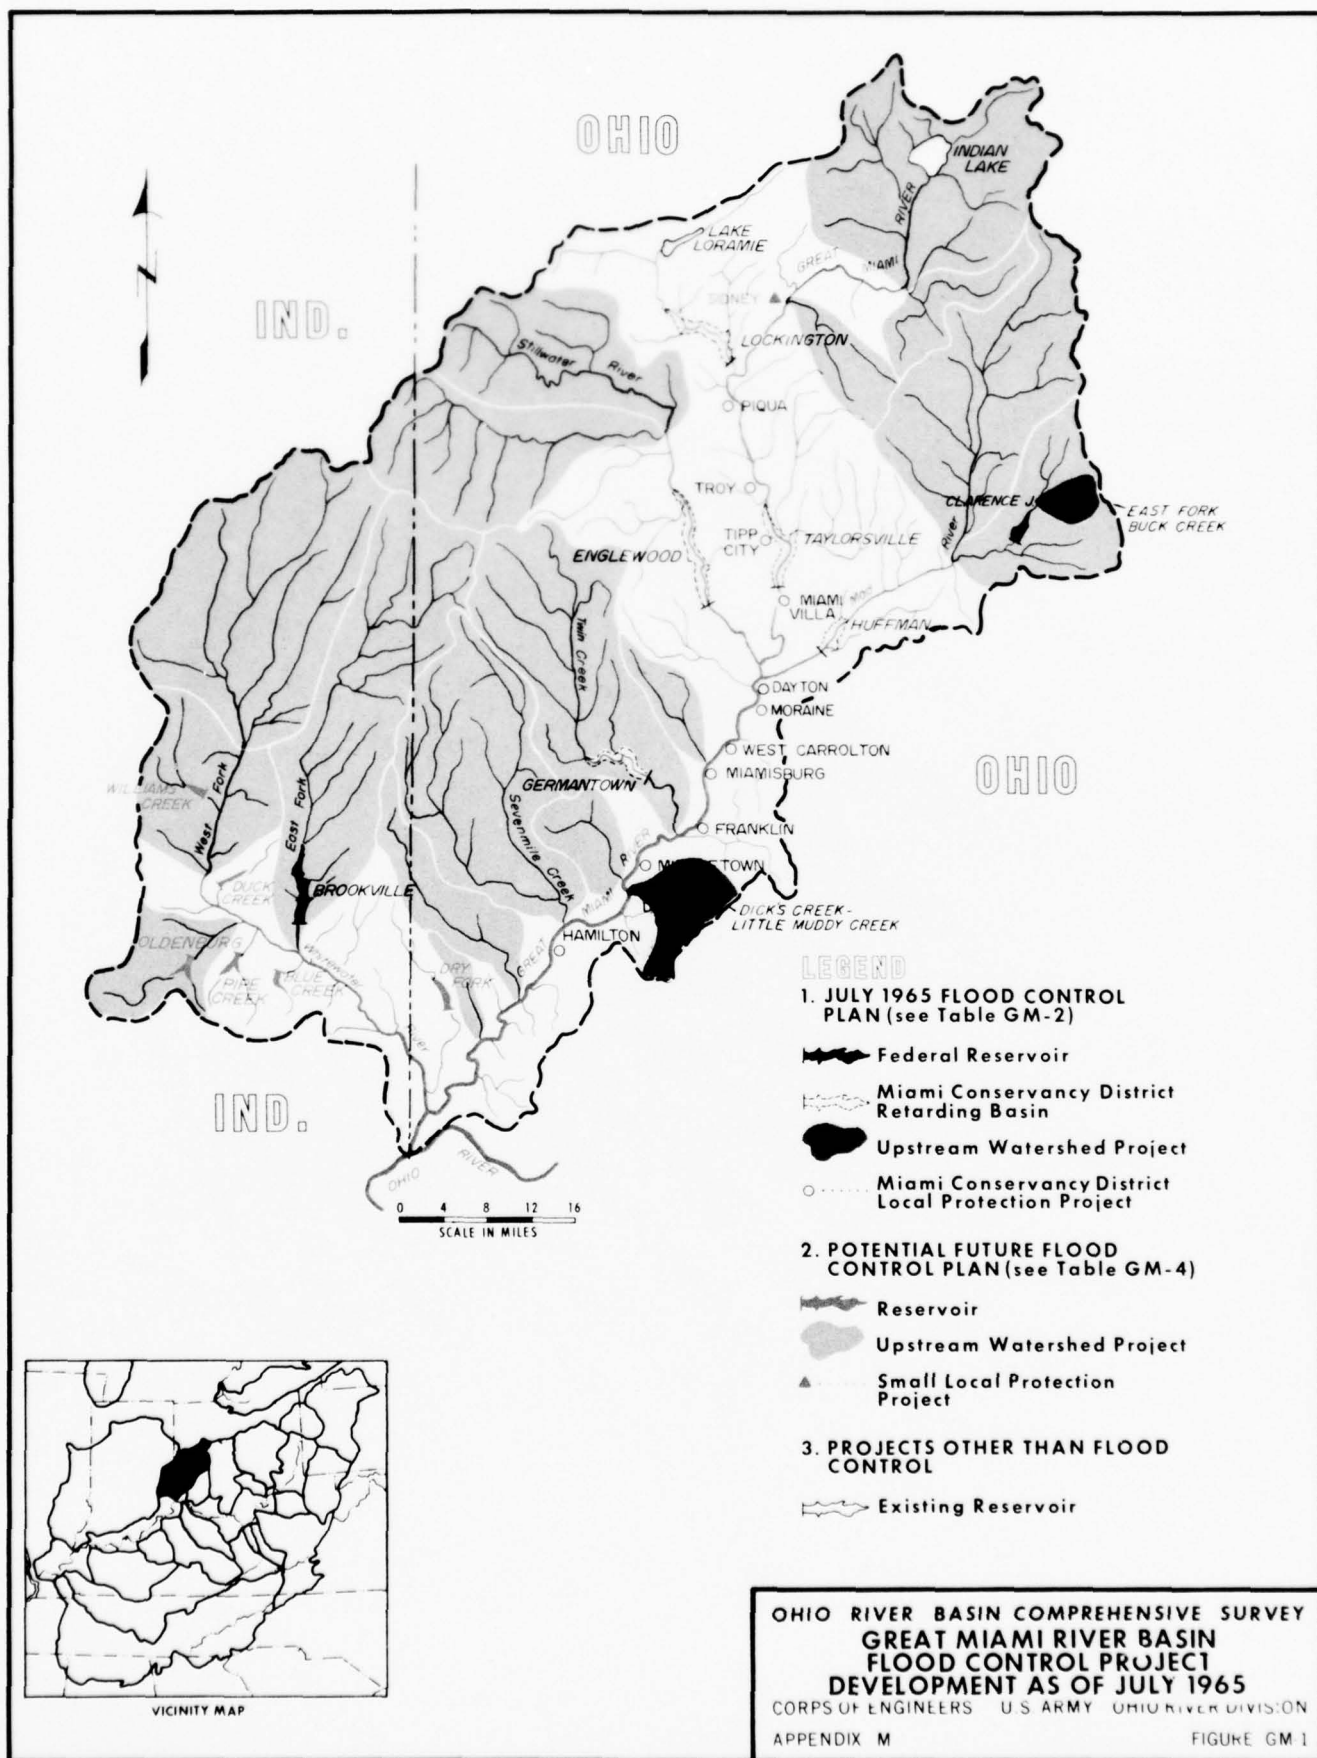 OHIO
INDIAN
LAKE
RIVER
LAKE
LORAMIE
GREAT MIAMI
N
SIDNEY
IND.
LOCKINGTON
Stillwater River
PIQUA
TROY
CLARENCE J.
EAST FORK
BUCK CREEK
TIPP
CITY
TAYLORSVILLE
River
ENGLEWOOD
MIAMI
VILLA
Mad
HUFFMAN
Twin Creek
DAYTON
MORAINE
WEST CARROLTON
OHIO
MIAMISBURG
GERMANTOWN
WILLIAMS
CREEK
West Fork
East Fork
Sevenmile Creek
FRANKLIN
RIVER
MIAMI
GREAT
DUCK
CREEK
BROOKVILLE
DICK'S CREEK-
LITTLE MUDDY CREEK
HAMILTON
OLDENBURG
PIPE
CREEK
BLUE
CREEK
Whitewater
River
DRY
FORK
IND.
OHIO RIVER
0 4 8 12 16
SCALE IN MILES
LEGEND
1. JULY 1965 FLOOD CONTROL
PLAN (see Table GM-2)
Federal Reservoir
Miami Conservancy District
Retarding Basin
Upstream Watershed Project
Miami Conservancy District
Local Protection Project
2. POTENTIAL FUTURE FLOOD
CONTROL PLAN (see Table GM-4)
Reservoir
Upstream Watershed Project
Small Local Protection
Project
3. PROJECTS OTHER THAN FLOOD
CONTROL
Existing Reservoir
VICINITY MAP
OHIO RIVER BASIN COMPREHENSIVE SURVEY
GREAT MIAMI RIVER BASIN
FLOOD CONTROL PROJECT
DEVELOPMENT AS OF JULY 1965
CORPS OF ENGINEERS U.S. ARMY OHIO RIVER DIVISION
APPENDIX M FIGURE GM-1